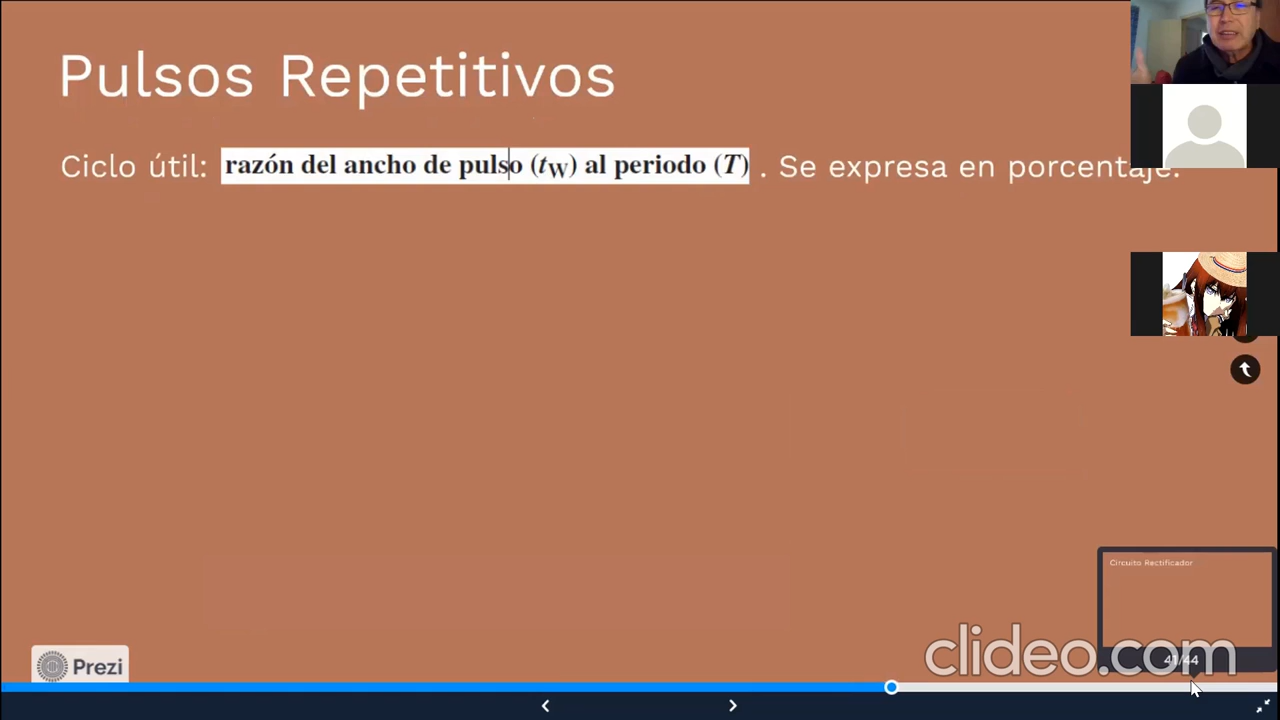 Pulsos Repetitivos
Ciclo útil: razón del ancho de pulso (tW) al periodo (T) . Se expresa en porcentaje.
Circuito Rectificador
41/44
clideo.com
Prezi